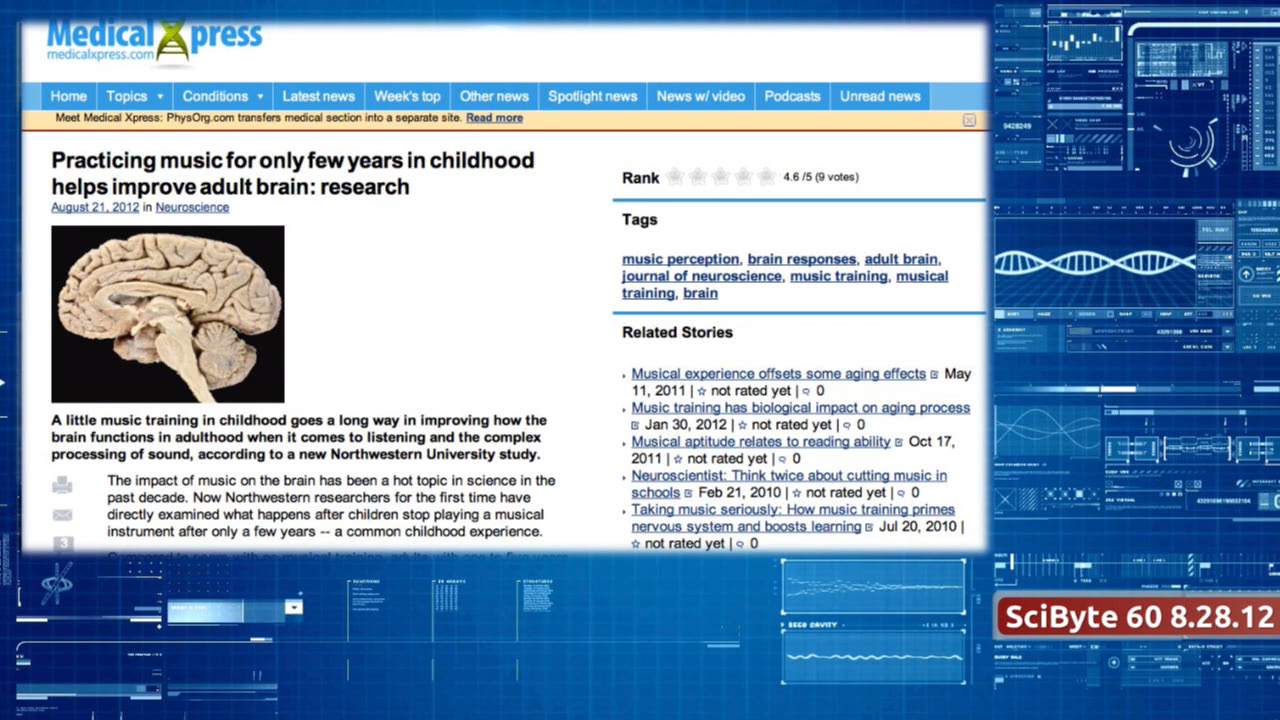 Medical Xpress
medicalxpress.com
Home Topics Conditions Latest news Week's top Other news Spotlight news News w/ video Podcasts Unread news
Meet Medical Xpress: PhysOrg.com transfers medical section into a separate site. Read more
Practicing music for only few years in childhood
helps improve adult brain: research
August 21, 2012 in Neuroscience
A little music training in childhood goes a long way in improving how the
brain functions in adulthood when it comes to listening and the complex
processing of sound, according to a new Northwestern University study.
The impact of music on the brain has been a hot topic in science in the
past decade. Now Northwestern researchers for the first time have
directly examined what happens after children stop playing a musical
instrument after only a few years -- a common childhood experience.
3
Rank 4.6 /5 (9 votes)
Tags
music perception, brain responses, adult brain,
journal of neuroscience, music training, musical
training, brain
Related Stories
Musical experience offsets some aging effects May
11, 2011 | not rated yet | 0
Music training has biological impact on aging process
Jan 30, 2012 | not rated yet | 0
Musical aptitude relates to reading ability Oct 17,
2011 | not rated yet | 0
Neuroscientist: Think twice about cutting music in
schools Feb 21, 2010 | not rated yet | 0
Taking music seriously: How music training primes
nervous system and boosts learning Jul 20, 2010 |
not rated yet | 0
9428249
SciByte 60 8.28.12